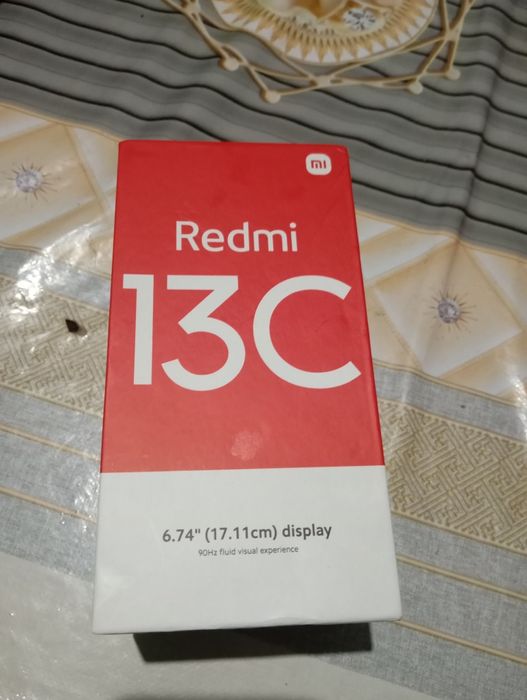 mi
Redmi
13C
6.74" (17.11cm) display
90Hz fluid visual experience